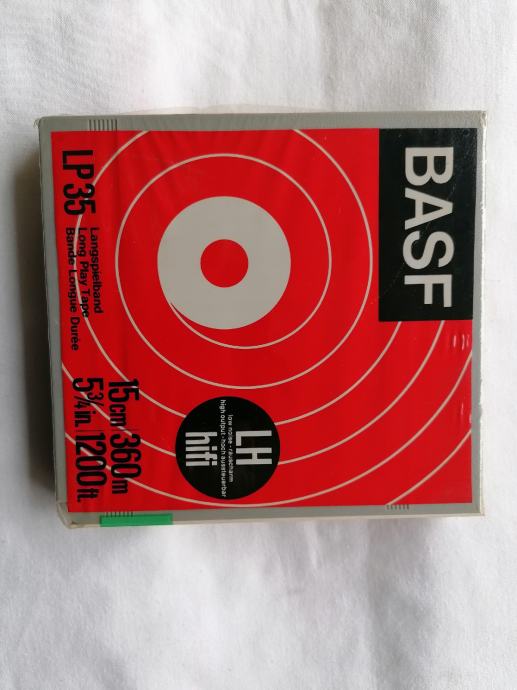 BASF
LH
hifi
low noise · rauscharm
high output · hoch aussteuerbar
LP 35
Langspielband
Long Play Tape
Bande Longue Durée
15cm 360m
5¾in. 1200ft.